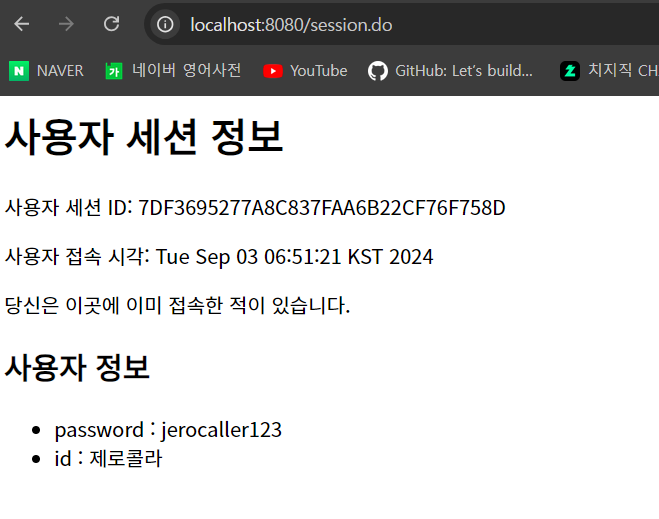 localhost:8080/session.do
NAVER 네이버 영어사전 YouTube GitHub: Let's build... 치지직 CH
사용자 세션 정보
사용자 세션 ID: 7DF3695277A8C837FAA6B22CF76F758D
사용자 접속 시각: Tue Sep 03 06:51:21 KST 2024
당신은 이곳에 이미 접속한 적이 있습니다.
사용자 정보
• password : jerocaller123
• id : 제로콜라